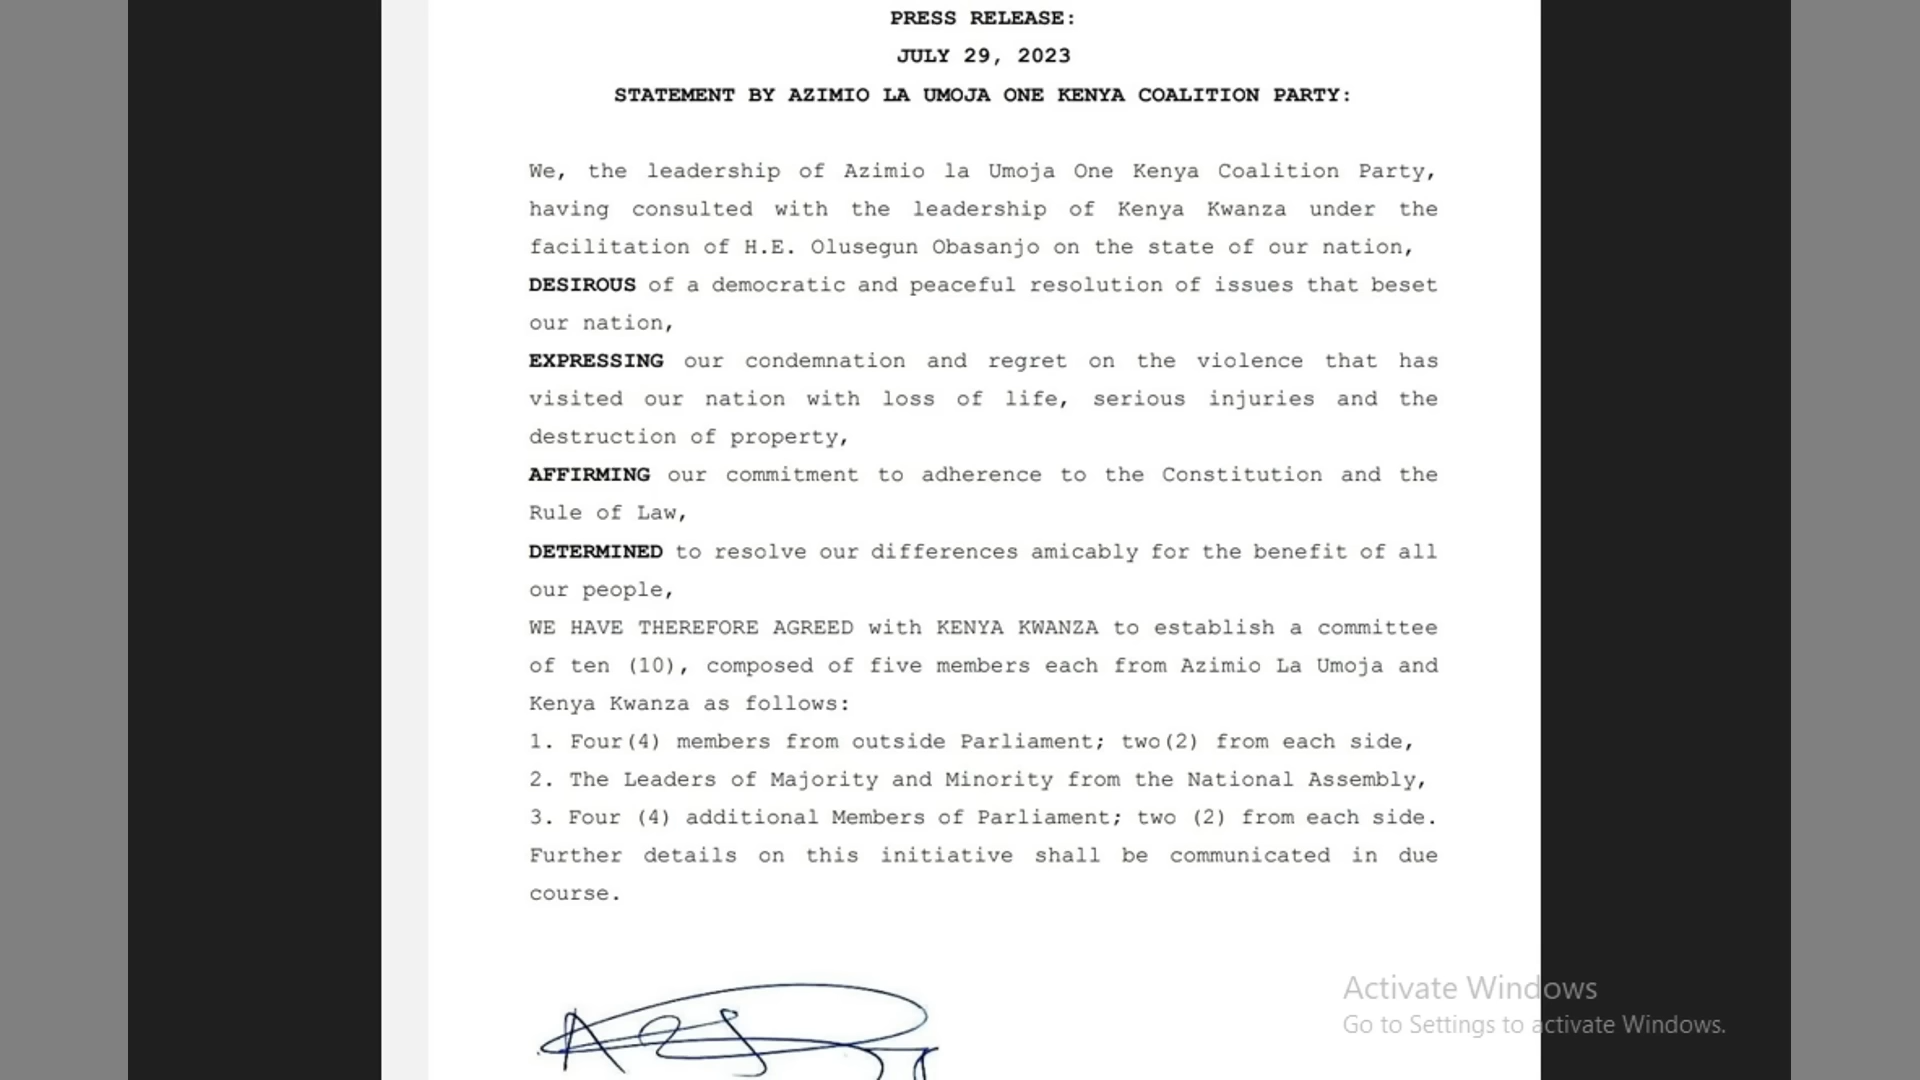 PRESS RELEASE:
JULY 29, 2023
STATEMENT BY AZIMIO LA UMOJA ONE KENYA COALITION PARTY:
We, the leadership of Azimio la Umoja One Kenya Coalition Party,
having consulted with the leadership of Kenya Kwanza under the
facilitation of H.E. Olusegun Obasanjo on the state of our nation,
DESIROUS of a democratic and peaceful resolution of issues that beset
our nation,
EXPRESSING our condemnation and regret on the violence that has
visited our nation with loss of life, serious injuries and the
destruction of property,
AFFIRMING our commitment to adherence to the Constitution and the
Rule of Law,
DETERMINED to resolve our differences amicably for the benefit of all
our people,
WE HAVE THEREFORE AGREED with KENYA KWANZA to establish a committee
of ten (10), composed of five members each from Azimio La Umoja and
Kenya Kwanza as follows:
1. Four(4) members from outside Parliament; two(2) from each side,
2. The Leaders of Majority and Minority from the National Assembly,
3. Four (4) additional Members of Parliament; two (2) from each side.
Further details on this initiative shall be communicated in due
course.
Activate Windows
Go to Settings to activate Windows.